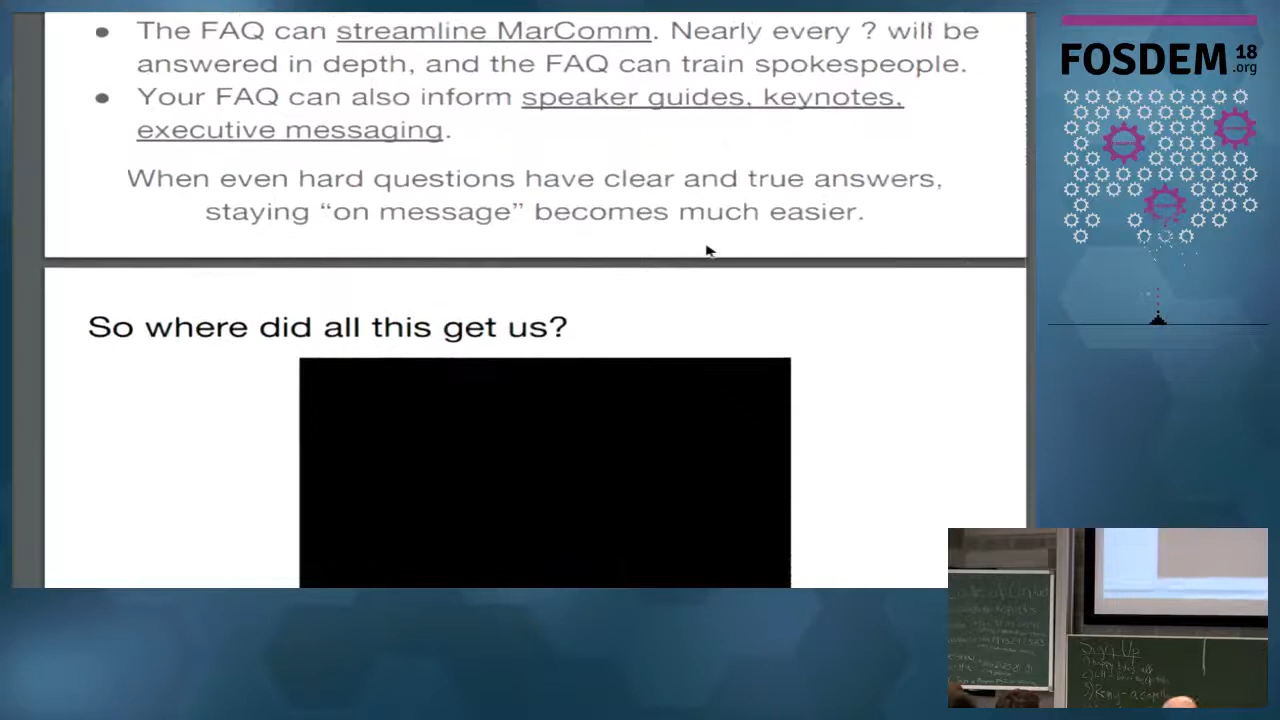 ● The FAQ can streamline MarComm. Nearly every ? will be
answered in depth, and the FAQ can train spokespeople.
● Your FAQ can also inform speaker guides, keynotes,
executive messaging.
When even hard questions have clear and true answers,
staying “on message” becomes much easier.
So where did all this get us?
FOSDEM 18
.org
Sign Up